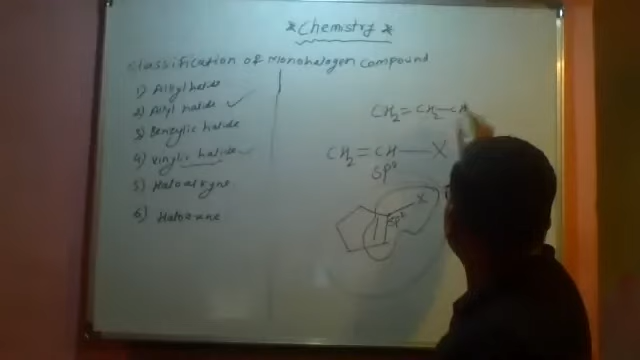 * Chemistry *
Classification of Monohalogen Compound
1) Alkyl halide
2) Allyl halide ✓
3) Benzylic halide
4) Vinylic halide ✓
5) Haloalkyne
6) Haloarene
CH2=CH2—CH
CH2=CH—X
sp2
X
sp2